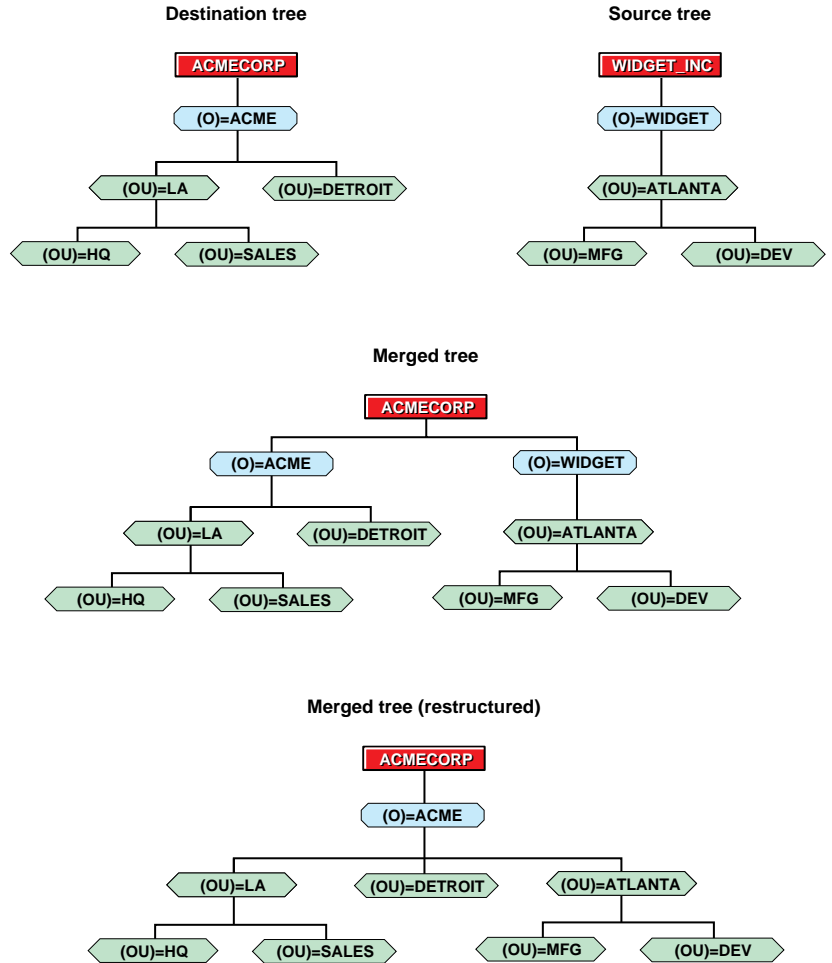 Destination tree
Source tree
ACMECORP
WIDGET_INC
(O)=ACME
(O)=WIDGET
(OU)=LA
(OU)=DETROIT
(OU)=ATLANTA
(OU)=HQ
(OU)=SALES
(OU)=MFG
(OU)=DEV
Merged tree
ACMECORP
(O)=ACME
(O)=WIDGET
(OU)=LA
(OU)=DETROIT
(OU)=ATLANTA
(OU)=HQ
(OU)=SALES
(OU)=MFG
(OU)=DEV
Merged tree (restructured)
ACMECORP
(O)=ACME
(OU)=LA
(OU)=DETROIT
(OU)=ATLANTA
(OU)=HQ
(OU)=SALES
(OU)=MFG
(OU)=DEV